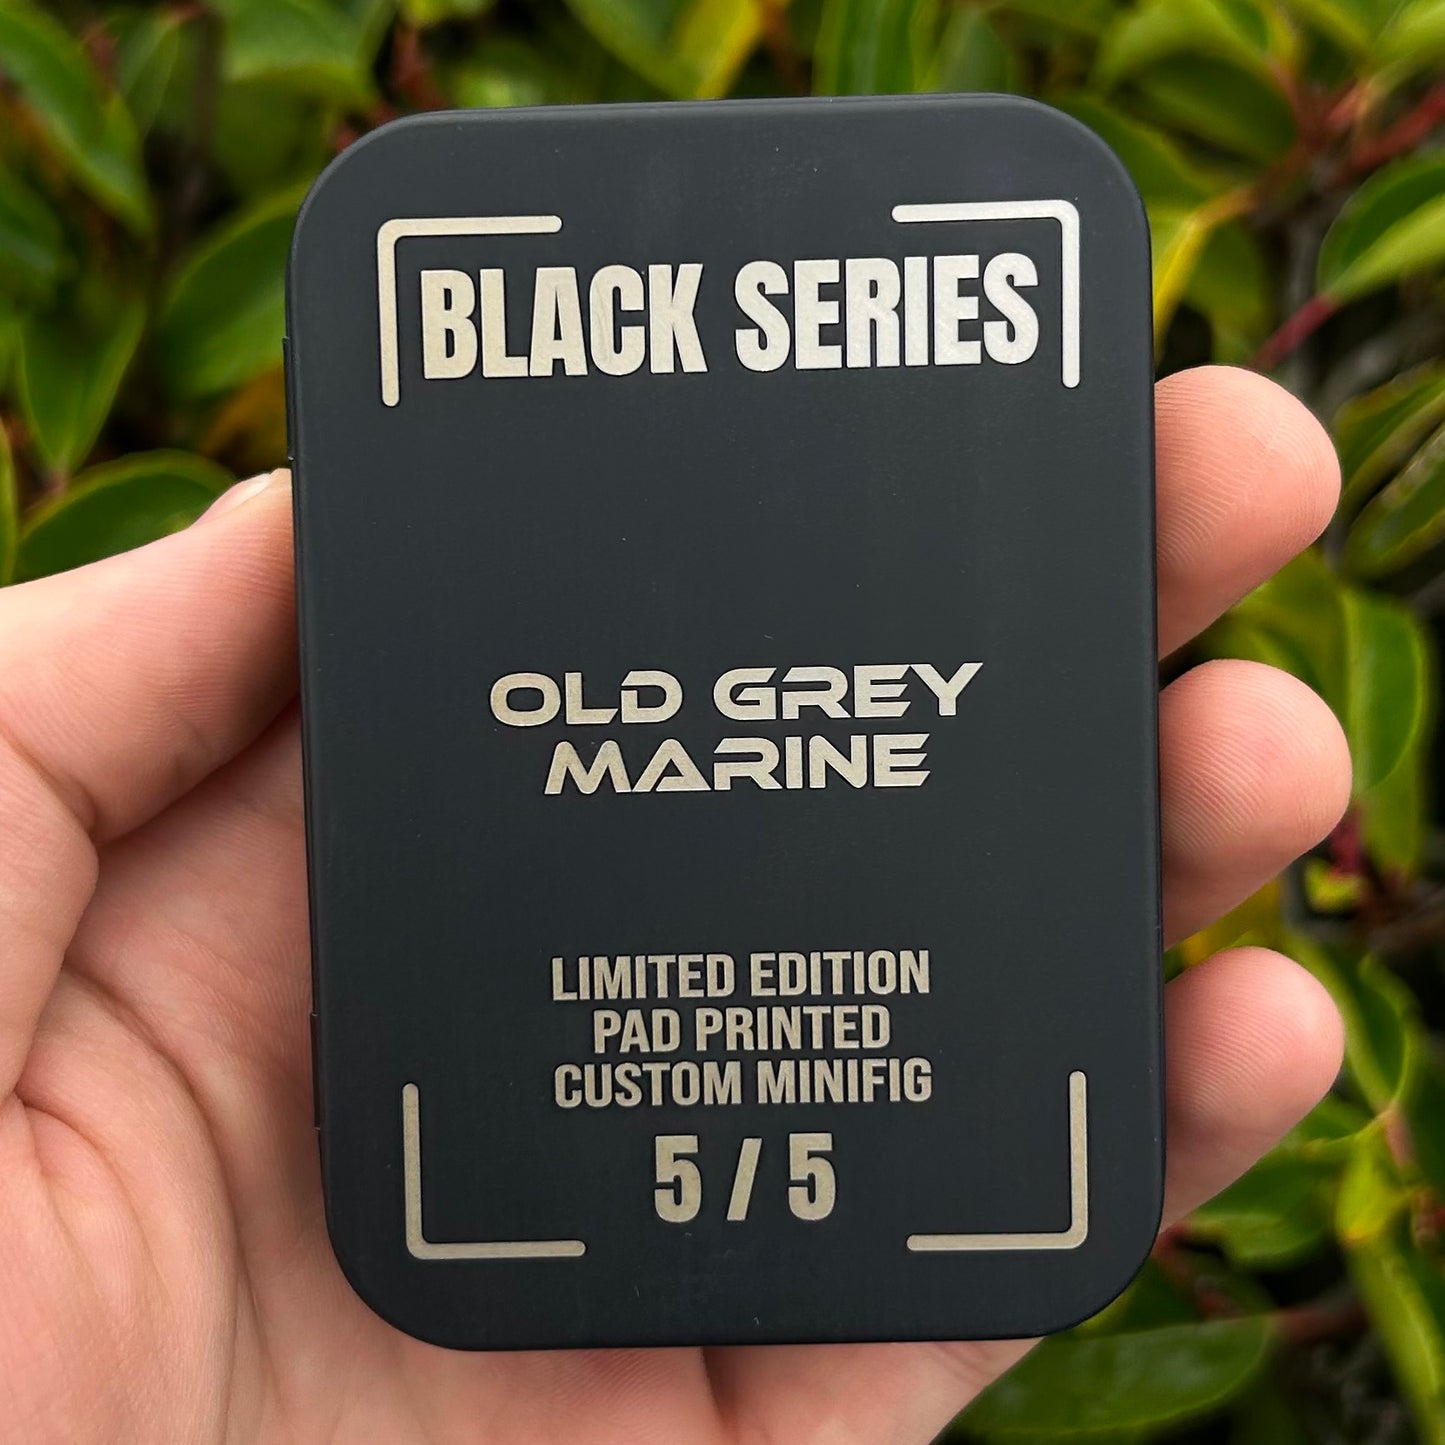 BLACK SERIES
OLD GREY
MARINE
LIMITED EDITION
PAD PRINTED
CUSTOM MINIFIG
5 / 5